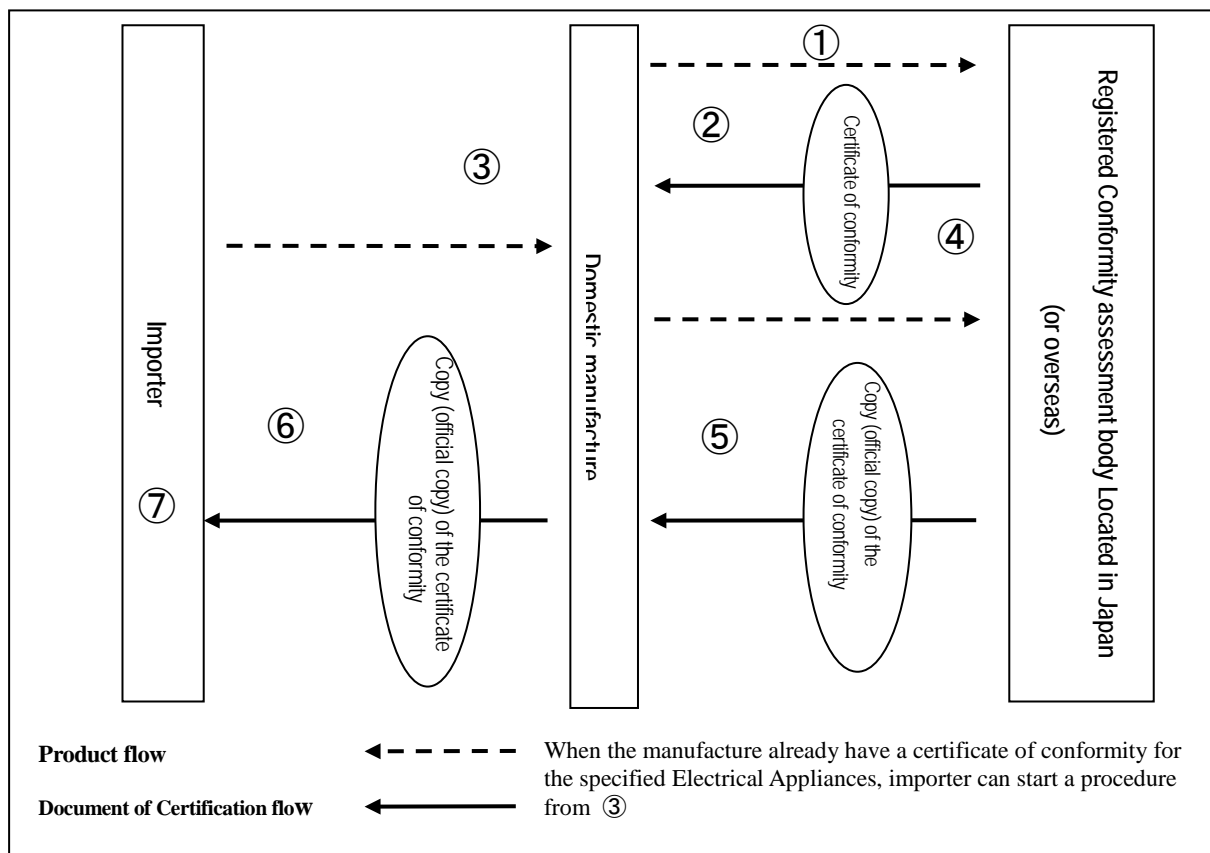 Importer
⑦
③
⑥
Copy (official copy) of the certificate
of conformity
Domestic manufacture
①
②
Certificate of conformity
④
⑤
Copy (official copy) of the
certificate of conformity
Registered Conformity assessment body Located in Japan
(or overseas)
Product flow
Document of Certification flow
When the manufacture already have a certificate of conformity for
the specified Electrical Appliances, importer can start a procedure
from ③